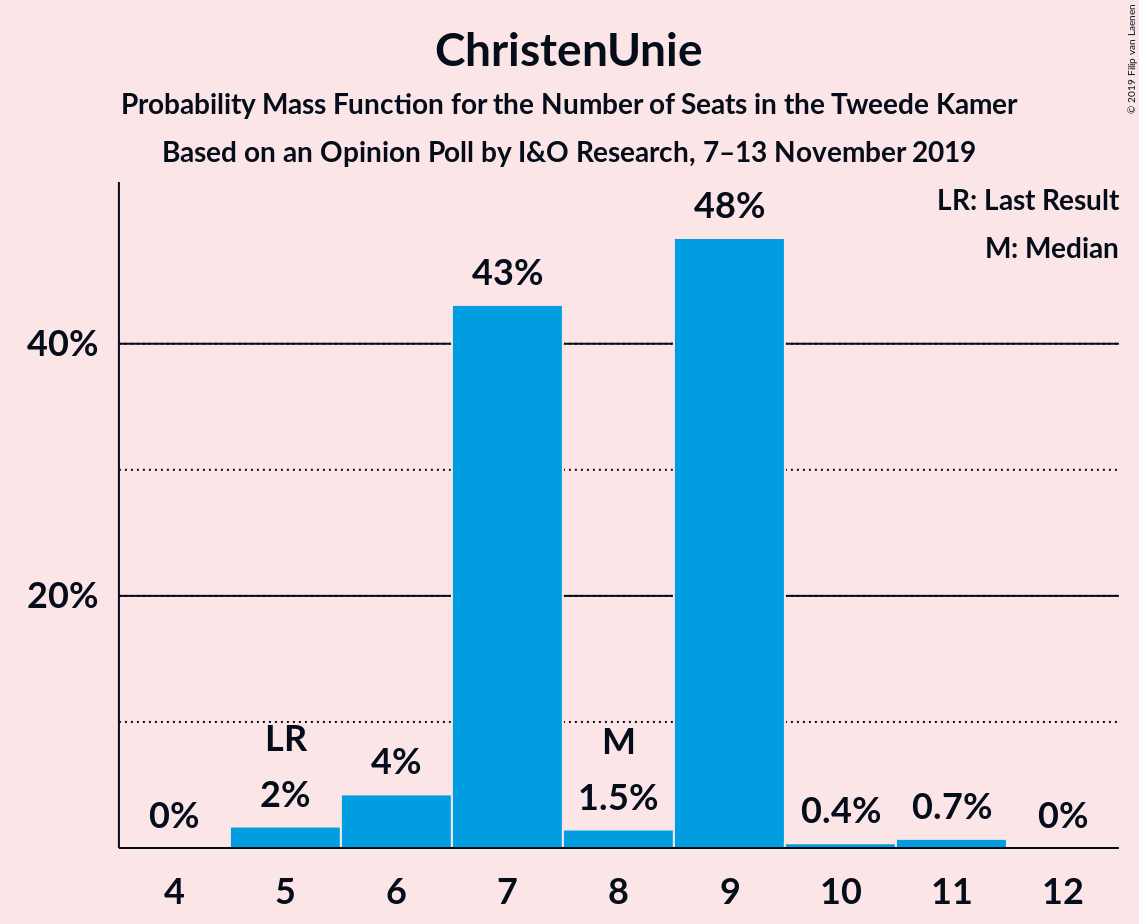 ChristenUnie
Probability Mass Function for the Number of Seats in the Tweede Kamer
Based on an Opinion Poll by I&O Research, 7–13 November 2019
© 2019 Filip van Laenen
LR: Last Result
M: Median
48%
43%
40%
20%
LR
M
4%
2%
1.5%
0%
0.4%
0.7%
0%
4 5 6 7 8 9 10 11 12